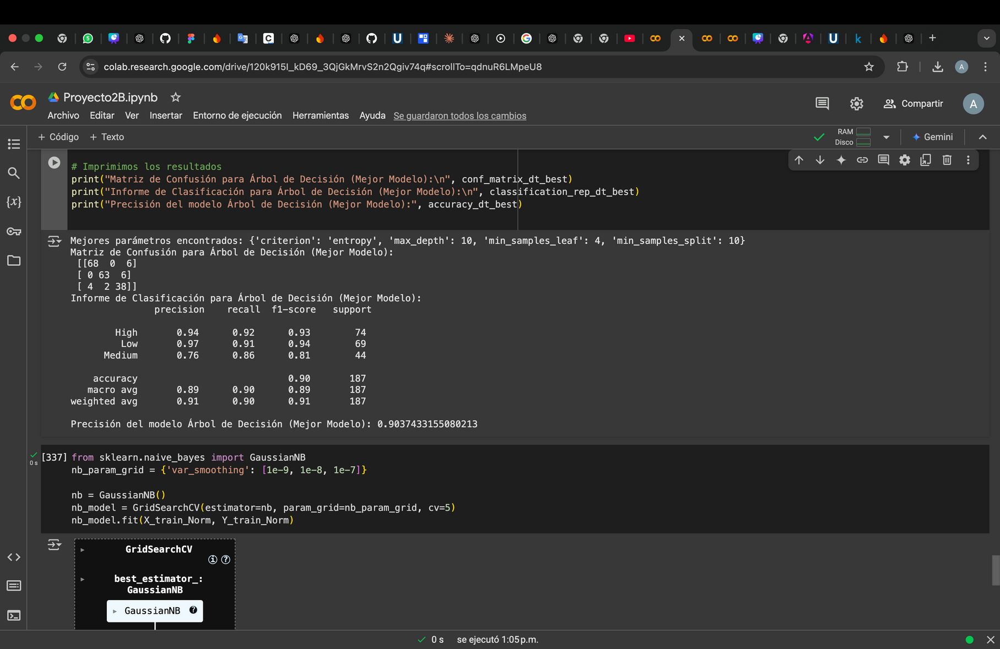 5
colab.research.google.com/drive/120k915I_kD69_3QjGkMrvS2n2Qgiv74q#scrollTo=qdnuR6LMpeU8
A
Proyecto2B.ipynb
Compartir
A
Archivo Editar Ver Insertar Entorno de ejecución Herramientas Ayuda Se guardaron todos los cambios
+ Código + Texto
RAM
Disco
Gemini
# Imprimimos los resultados
print("Matriz de Confusión para Árbol de Decisión (Mejor Modelo):\n", conf_matrix_dt_best)
print("Informe de Clasificación para Árbol de Decisión (Mejor Modelo):\n", classification_rep_dt_best)
print("Precisión del modelo Árbol de Decisión (Mejor Modelo):", accuracy_dt_best)
Mejores parámetros encontrados: {'criterion': 'entropy', 'max_depth': 10, 'min_samples_leaf': 4, 'min_samples_split': 10}
Matriz de Confusión para Árbol de Decisión (Mejor Modelo):
[[68 0 6]
[ 0 63 6]
[ 4 2 38]]
Informe de Clasificación para Árbol de Decisión (Mejor Modelo):
precision recall f1-score support
High 0.94 0.92 0.93 74
Low 0.97 0.91 0.94 69
Medium 0.76 0.86 0.81 44
accuracy 0.90 187
macro avg 0.89 0.90 0.89 187
weighted avg 0.91 0.90 0.91 187
Precisión del modelo Árbol de Decisión (Mejor Modelo): 0.9037433155080213
[337] from sklearn.naive_bayes import GaussianNB
0 s
nb_param_grid = {'var_smoothing': [1e-9, 1e-8, 1e-7]}
nb = GaussianNB()
nb_model = GridSearchCV(estimator=nb, param_grid=nb_param_grid, cv=5)
nb_model.fit(X_train_Norm, Y_train_Norm)
GridSearchCV
best_estimator_:
GaussianNB
GaussianNB
0 s se ejecutó 1:05 p.m.